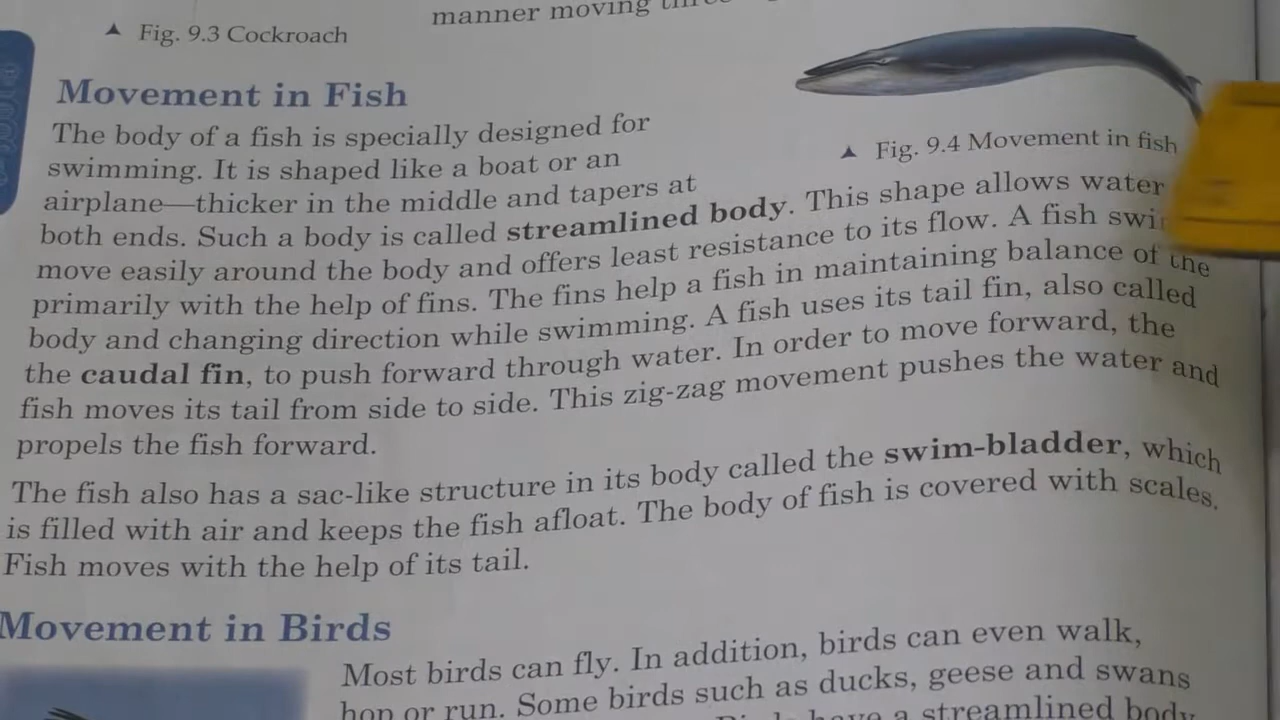 manner moving
▲ Fig. 9.3 Cockroach
Movement in Fish
The body of a fish is specially designed for
swimming. It is shaped like a boat or an
airplane—thicker in the middle and tapers at
▲ Fig. 9.4 Movement in fish
both ends. Such a body is called streamlined body. This shape allows water
move easily around the body and offers least resistance to its flow. A fish
primarily with the help of fins. The fins help a fish in maintaining balance of the
body and changing direction while swimming. A fish uses its tail fin, also called
the caudal fin, to push forward through water. In order to move forward, the
fish moves its tail from side to side. This zig-zag movement pushes the water and
propels the fish forward.
The fish also has a sac-like structure in its body called the swim-bladder, which
is filled with air and keeps the fish afloat. The body of fish is covered with scales.
Fish moves with the help of its tail.
Movement in Birds
Most birds can fly. In addition, birds can even walk,
hop or run. Some birds such as ducks, geese and swans
have a streamlined body